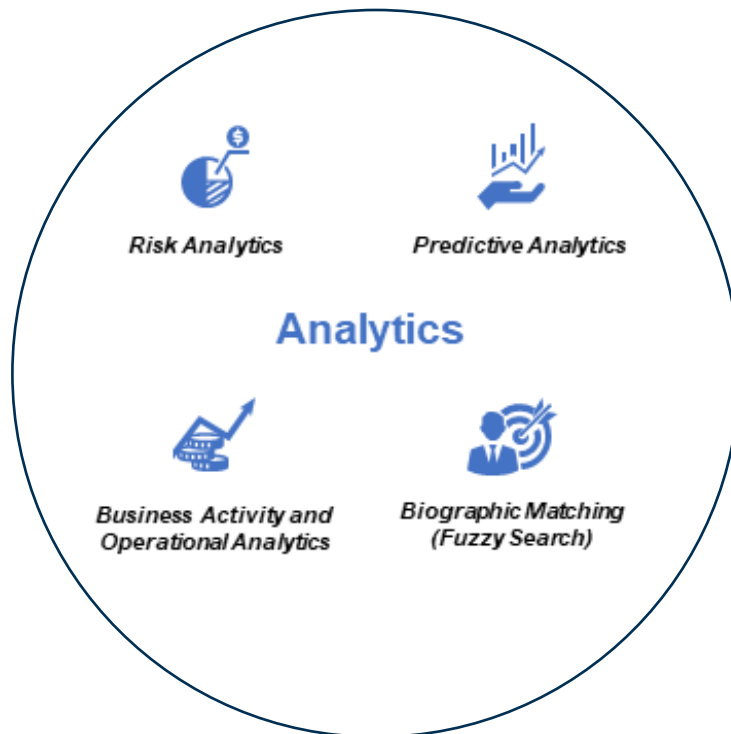 $
Risk Analytics
Predictive Analytics
Analytics
Business Activity and
Operational Analytics
Biographic Matching
(Fuzzy Search)